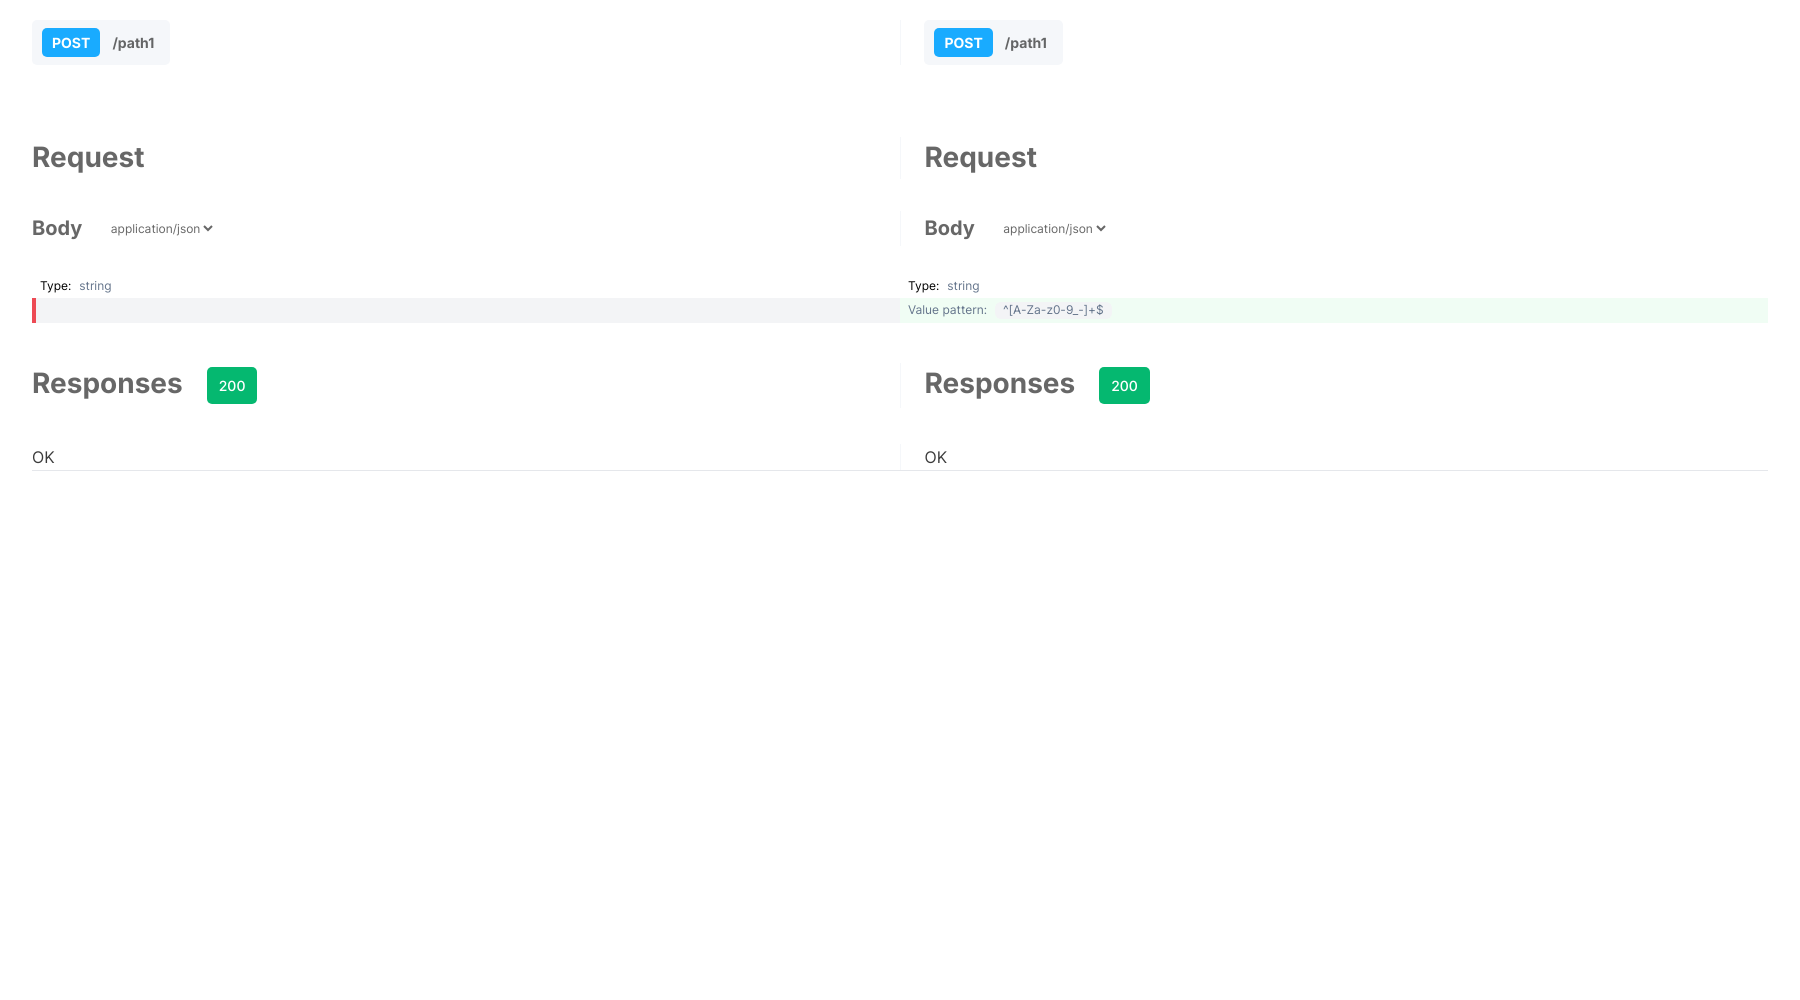 POST /path1
POST /path1
Request
Request
Body application/json
Body application/json
Type: string
Type: string
Value pattern: ^[A-Za-z0-9_-]+$
Responses 200
Responses 200
OK
OK